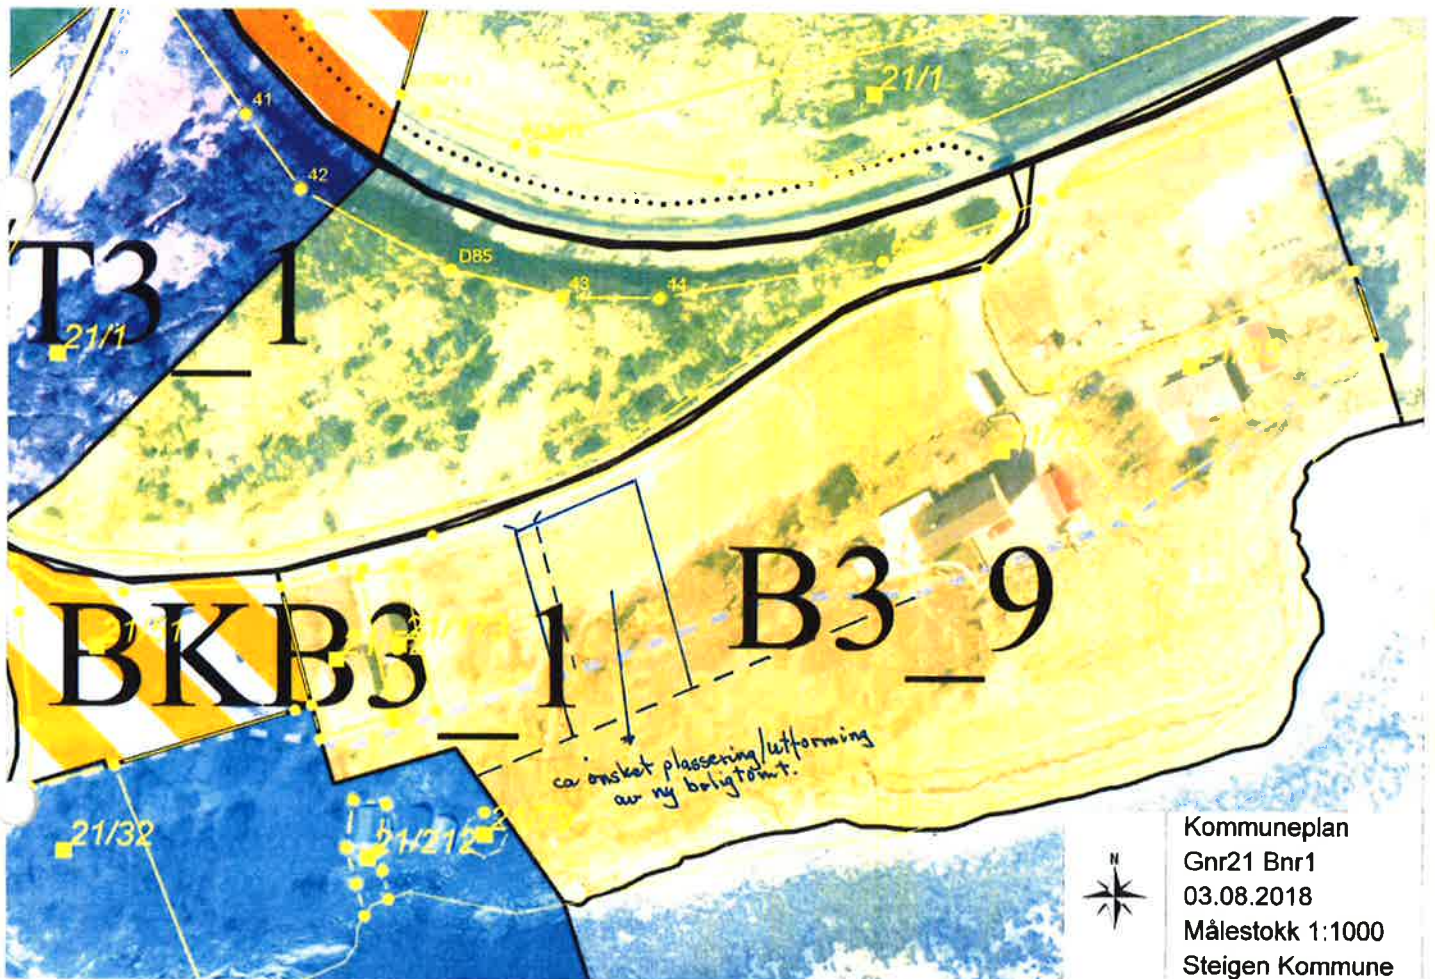 21/1
41
42
D85
43
44
T3_1
21/1
B3_9
BKB3_1
ca ønsket plassering/utforming
av ny boligtomt.
21/32
21/212
N
Kommuneplan
Gnr21 Bnr1
03.08.2018
Målestokk 1:1000
Steigen Kommune